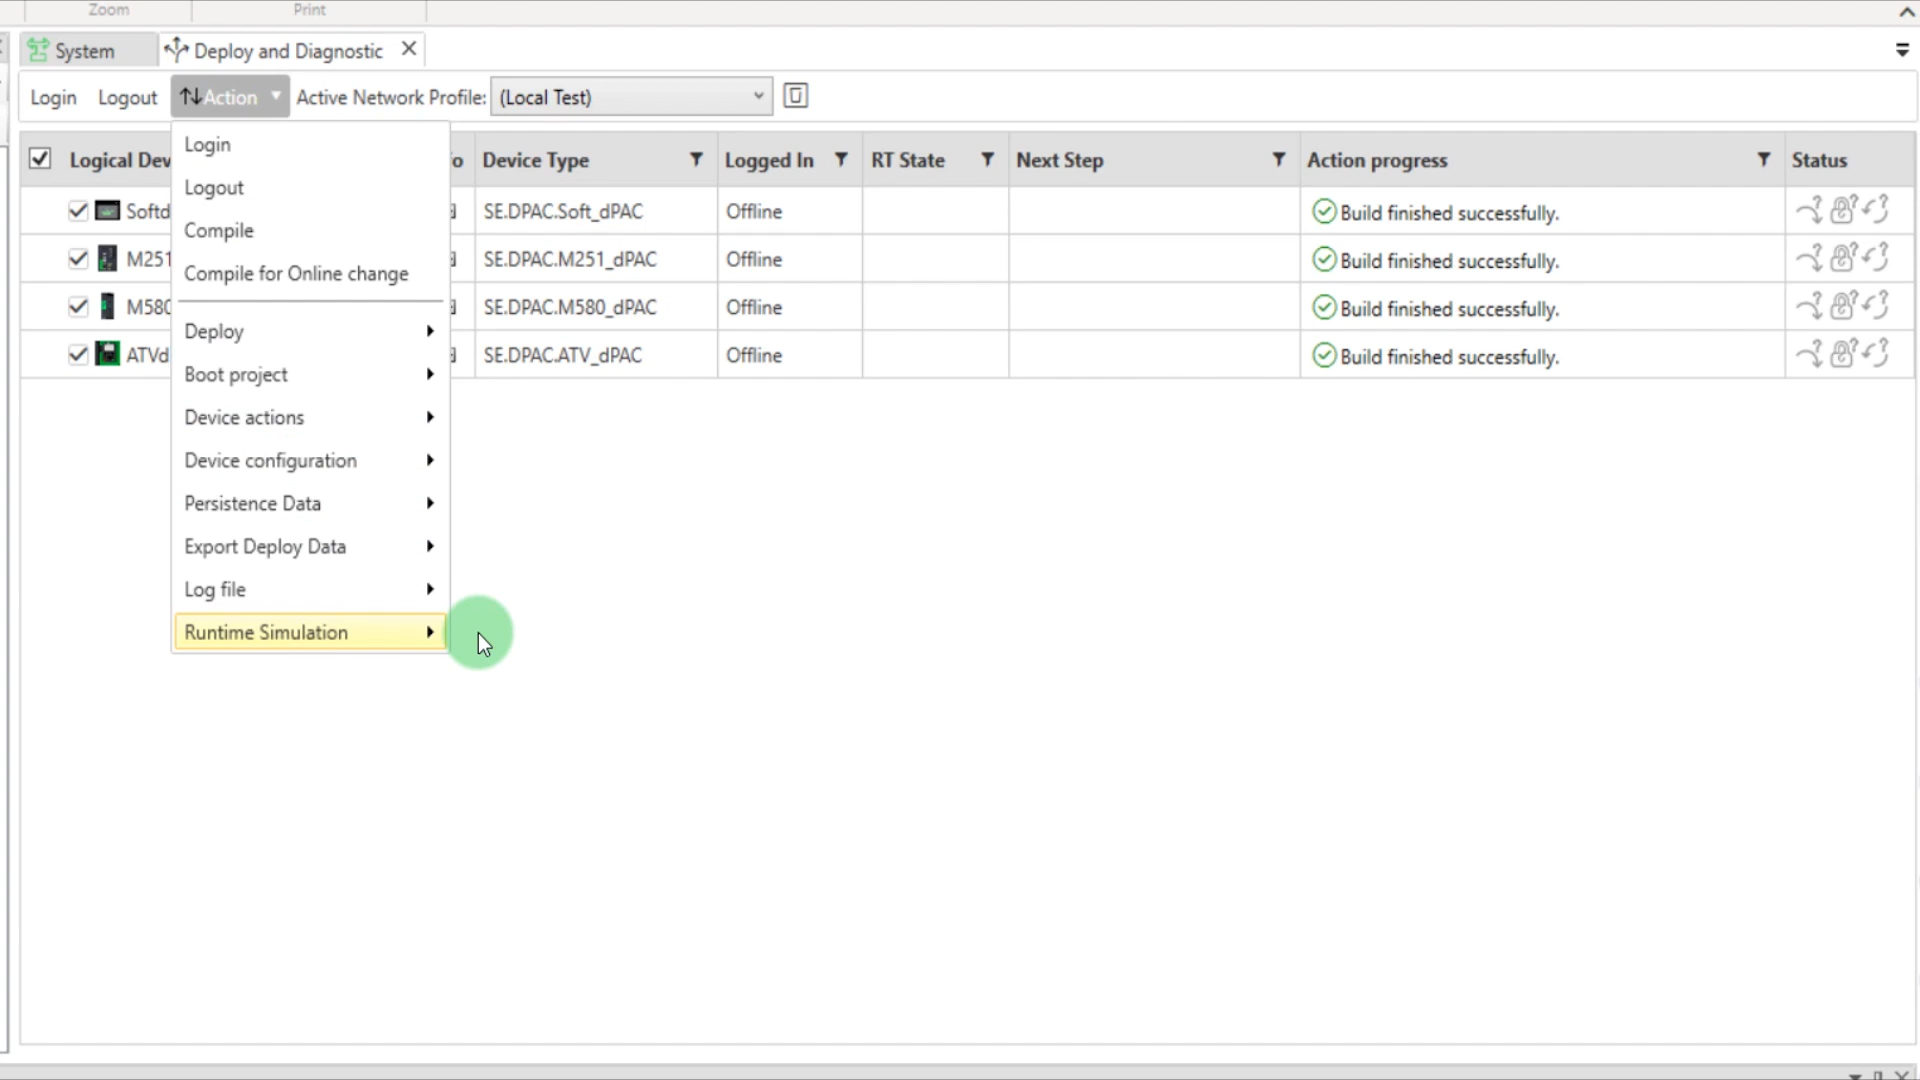 Zoom Print
System Deploy and Diagnostic
Login Logout Action Active Network Profile: (Local Test)
Logical Dev o Device Type Logged In RT State Next Step Action progress Status
Softd SE.DPAC.Soft_dPAC Offline Build finished successfully.
M251 SE.DPAC.M251_dPAC Offline Build finished successfully.
M580 SE.DPAC.M580_dPAC Offline Build finished successfully.
ATVd SE.DPAC.ATV_dPAC Offline Build finished successfully.
Login
Logout
Compile
Compile for Online change
Deploy
Boot project
Device actions
Device configuration
Persistence Data
Export Deploy Data
Log file
Runtime Simulation